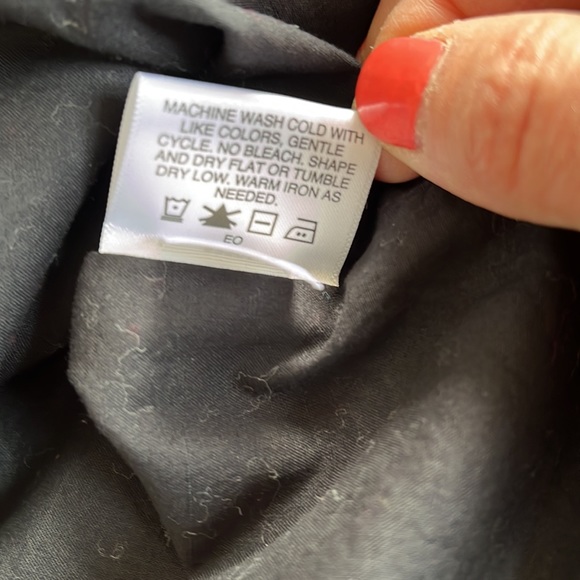 MACHINE WASH COLD WITH
LIKE COLORS, GENTLE
CYCLE. NO BLEACH. SHAPE
AND DRY FLAT OR TUMBLE
DRY LOW. WARM IRON AS
NEEDED.
EO